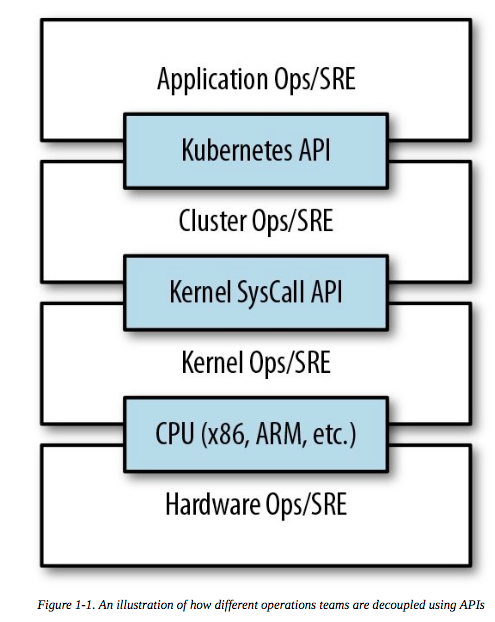 Application Ops/SRE
Kubernetes API
Cluster Ops/SRE
Kernel SysCall API
Kernel Ops/SRE
CPU (x86, ARM, etc.)
Hardware Ops/SRE
Figure 1-1. An illustration of how different operations teams are decoupled using APIs